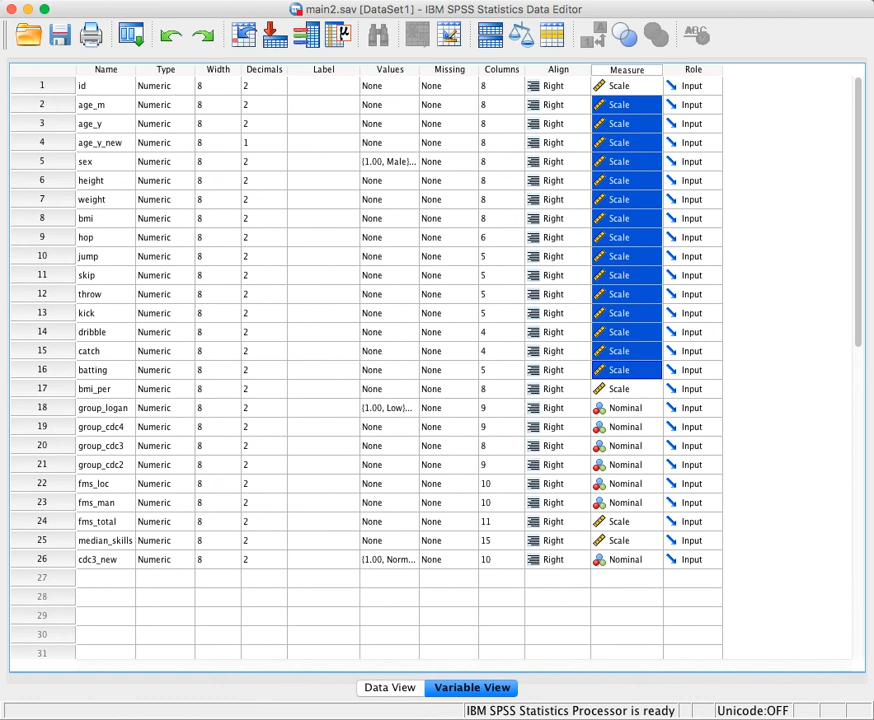 main2.sav [DataSet1] - IBM SPSS Statistics Data Editor
Name Type Width Decimals Label Values Missing Columns Align Measure Role
1 id Numeric 8 2 None None 8 Right Scale Input
2 age_m Numeric 8 2 None None 8 Right Scale Input
3 age_y Numeric 8 2 None None 8 Right Scale Input
4 age_y_new Numeric 8 1 None None 8 Right Scale Input
5 sex Numeric 8 2 {1.00, Male}... None 8 Right Scale Input
6 height Numeric 8 2 None None 8 Right Scale Input
7 weight Numeric 8 2 None None 8 Right Scale Input
8 bmi Numeric 8 2 None None 8 Right Scale Input
9 hop Numeric 8 2 None None 6 Right Scale Input
10 jump Numeric 8 2 None None 5 Right Scale Input
11 skip Numeric 8 2 None None 5 Right Scale Input
12 throw Numeric 8 2 None None 5 Right Scale Input
13 kick Numeric 8 2 None None 5 Right Scale Input
14 dribble Numeric 8 2 None None 4 Right Scale Input
15 catch Numeric 8 2 None None 4 Right Scale Input
16 batting Numeric 8 2 None None 5 Right Scale Input
17 bmi_per Numeric 8 2 None None 8 Right Scale Input
18 group_logan Numeric 8 2 {1.00, Low}... None 9 Right Nominal Input
19 group_cdc4 Numeric 8 2 None None 9 Right Nominal Input
20 group_cdc3 Numeric 8 2 None None 8 Right Nominal Input
21 group_cdc2 Numeric 8 2 None None 9 Right Nominal Input
22 fms_loc Numeric 8 2 None None 10 Right Nominal Input
23 fms_man Numeric 8 2 None None 10 Right Nominal Input
24 fms_total Numeric 8 2 None None 11 Right Scale Input
25 median_skills Numeric 8 2 None None 15 Right Scale Input
26 cdc3_new Numeric 8 2 {1.00, Norm... None 10 Right Nominal Input
27
28
29
30
31
Data View Variable View
IBM SPSS Statistics Processor is ready Unicode:OFF